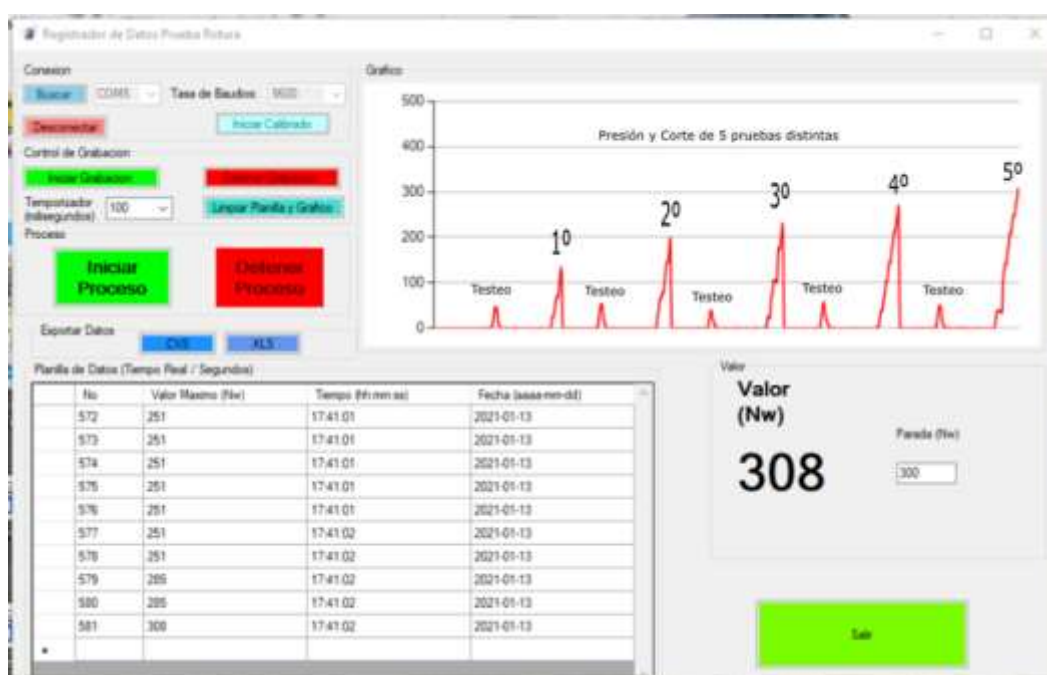 Registrador de Datos Prueba Rotura
Conexion
Buscar COM5 Tasa de Baudios 9600
Desconectar Iniciar Calibrado
Control de Grabacion
Iniciar Grabacion
Temporizador (milisegundos) 100 Limpiar Planilla y Grafico
Proceso
Iniciar Proceso
Detener Proceso
Exportar Datos
CVS XLS
Grafico
500
400
300
200
100
0
Presión y Corte de 5 pruebas distintas
1º
2º
3º
4º
5º
Testeo
Testeo
Testeo
Testeo
Testeo
Planilla de Datos (Tiempo Real / Segundos)
No Valor Maximo (Nw) Tiempo (hh:mm:ss) Fecha (aaaa-mm-dd)
572 251 17:41:01 2021-01-13
573 251 17:41:01 2021-01-13
574 251 17:41:01 2021-01-13
575 251 17:41:01 2021-01-13
576 251 17:41:01 2021-01-13
577 251 17:41:02 2021-01-13
578 251 17:41:02 2021-01-13
579 285 17:41:02 2021-01-13
580 285 17:41:02 2021-01-13
581 308 17:41:02 2021-01-13
Valor
Valor
(Nw)
308
Parada (Nw)
300
Salir